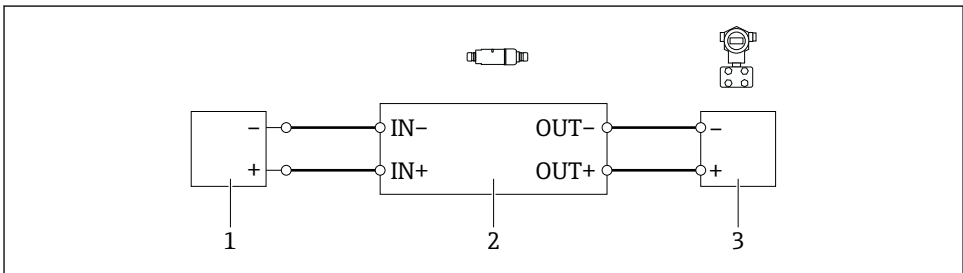 − IN− OUT− −
+ IN+ OUT+ +
1 2 3